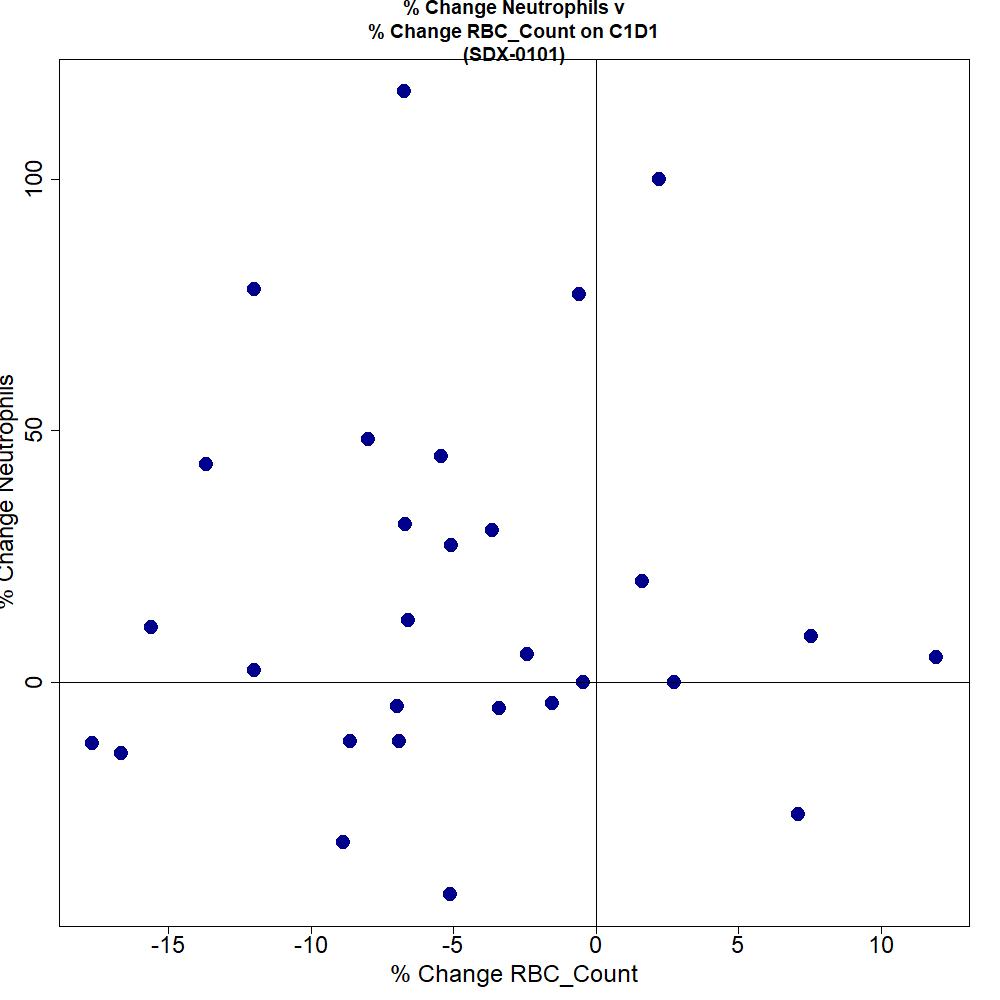 % Change Neutrophils v
% Change RBC_Count on C1D1
(SDX-0101)
% Change Neutrophils
100
50
0
-15
-10
-5
0
5
10
% Change RBC_Count